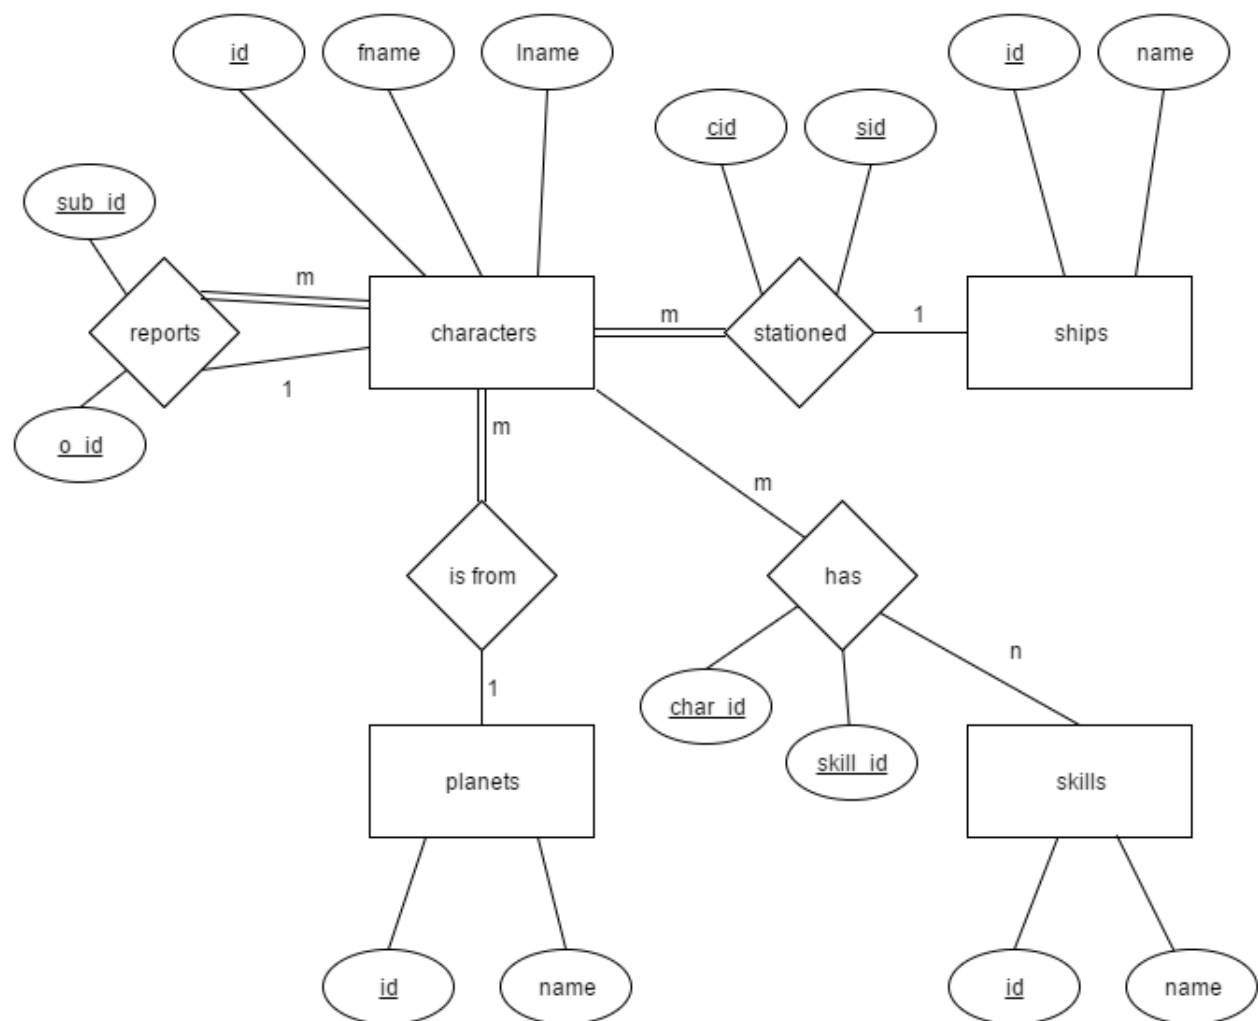 id
fname
lname
id
name
cid
sid
sub_id
m
m
1
reports
characters
stationed
ships
1
o_id
m
m
is from
has
n
1
char_id
skill_id
planets
skills
id
name
id
name